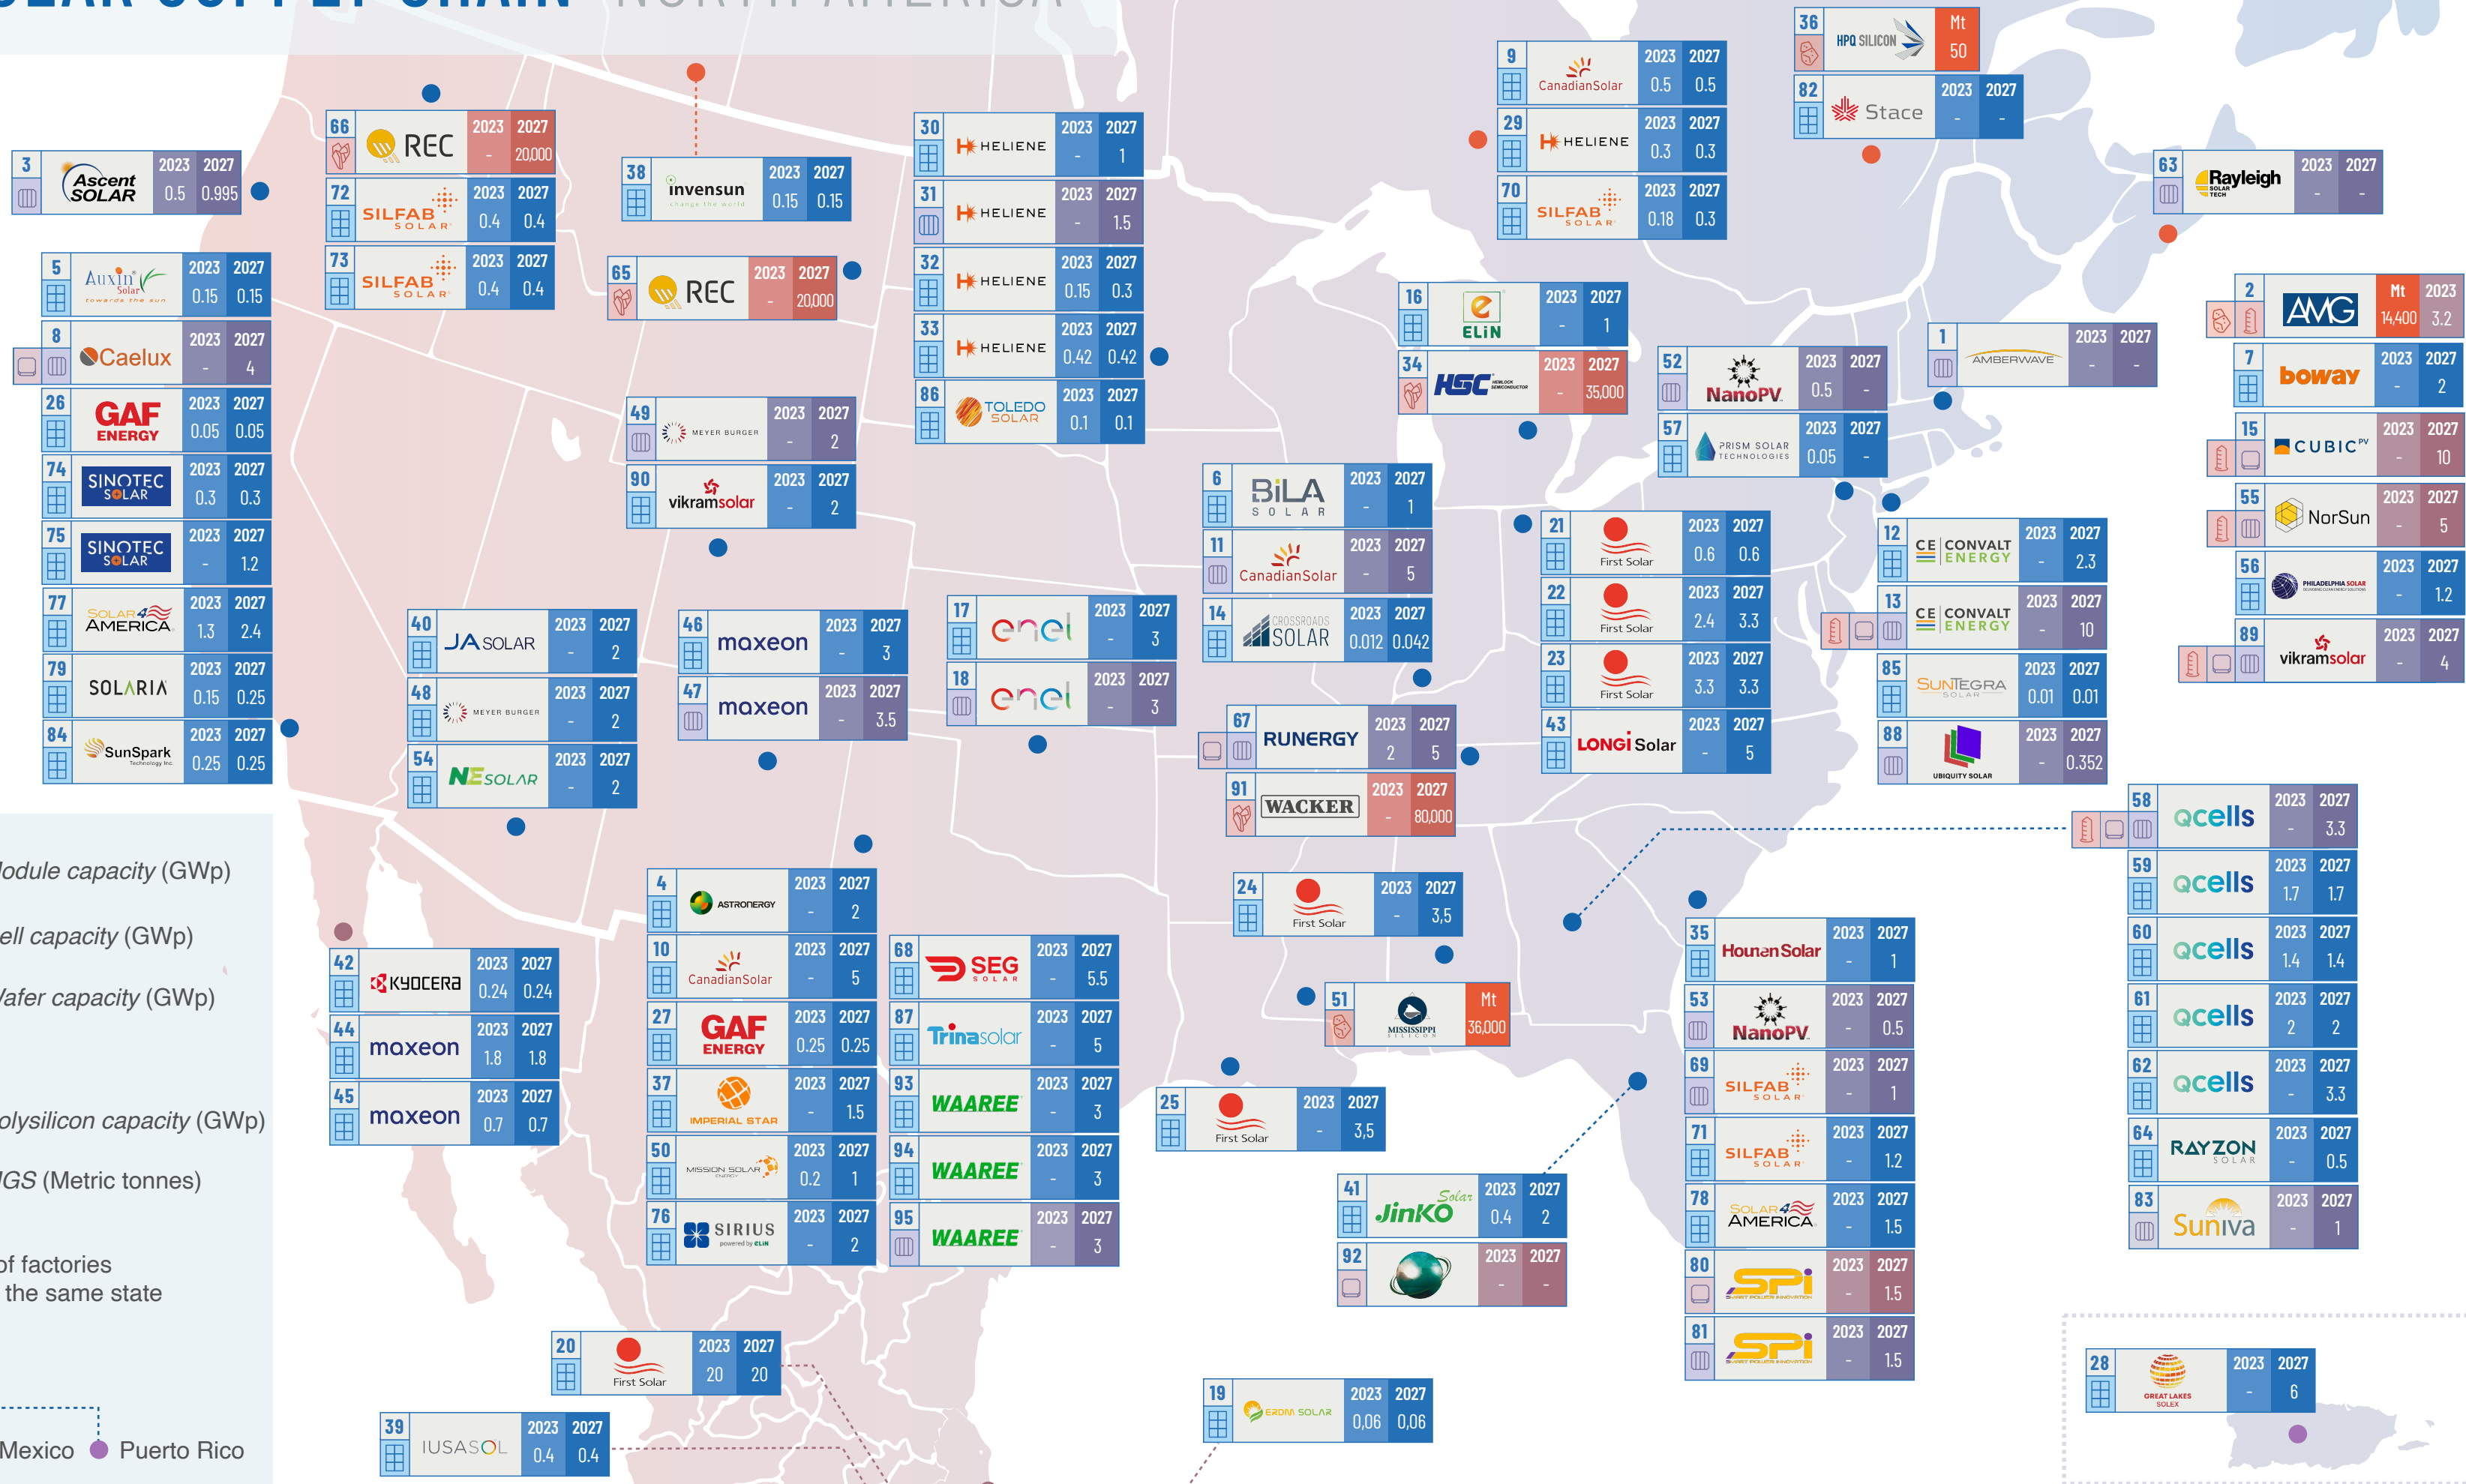 SOLAR SUPPLY CHAIN NORTH AMERICA
36 HPQ SILICON Mt 50
82 Stace 2023 2027 - -
9 CanadianSolar 2023 2027 0.5 0.5
29 HELIENE 2023 2027 0.3 0.3
70 SILFAB SOLAR 2023 2027 0.18 0.3
66 REC 2023 2027 - 20,000
72 SILFAB SOLAR 2023 2027 0.4 0.4
73 SILFAB SOLAR 2023 2027 0.4 0.4
38 invensun change the world 2023 2027 0.15 0.15
65 REC 2023 2027 - 20,000
30 HELIENE 2023 2027 - 1
31 HELIENE 2023 2027 - 1.5
32 HELIENE 2023 2027 0.15 0.3
33 HELIENE 2023 2027 0.42 0.42
86 TOLEDO SOLAR 2023 2027 0.1 0.1
3 Ascent SOLAR 2023 2027 0.5 0.995
63 Rayleigh SOLAR TECH 2023 2027 - -
5 Auxin Solar towards the sun 2023 2027 0.15 0.15
8 Caelux 2023 2027 - 4
26 GAF ENERGY 2023 2027 0.05 0.05
74 SINOTEC SOLAR 2023 2027 0.3 0.3
75 SINOTEC SOLAR 2023 2027 - 1.2
77 SOLAR4 AMERICA 2023 2027 1.3 2.4
79 SOLARIA 2023 2027 0.15 0.25
84 SunSpark Technology Inc. 2023 2027 0.25 0.25
16 ELiN 2023 2027 - 1
34 HSC HEMLOCK SEMICONDUCTOR 2023 2027 - 35,000
52 NanoPV 2023 2027 0.5 -
57 PRISM SOLAR TECHNOLOGIES 2023 2027 0.05 -
1 AMBERWAVE 2023 2027 - -
2 AMG Mt 14,400 2023 3.2
7 boway 2023 2027 - 2
15 CUBIC PV 2023 2027 - 10
55 NorSun 2023 2027 - 5
56 PHILADELPHIA SOLAR 2023 2027 - 1.2
89 vikramsolar 2023 2027 - 4
49 MEYER BURGER 2023 2027 - 2
90 vikramsolar 2023 2027 - 2
6 BiLA SOLAR 2023 2027 - 1
11 CanadianSolar 2023 2027 - 5
14 CROSSROADS SOLAR 2023 2027 0.012 0.042
21 First Solar 2023 2027 0.6 0.6
22 First Solar 2023 2027 2.4 3.3
23 First Solar 2023 2027 3.3 3.3
43 LONGi Solar 2023 2027 - 5
12 CE CONVALT ENERGY 2023 2027 - 2.3
13 CE CONVALT ENERGY 2023 2027 - 10
85 SUNTEGRA SOLAR 2023 2027 0.01 0.01
88 UBIQUITY SOLAR 2023 2027 - 0.352
40 JA SOLAR 2023 2027 - 2
48 MEYER BURGER 2023 2027 - 2
54 NESOLAR 2023 2027 - 2
46 maxeon 2023 2027 - 3
47 maxeon 2023 2027 - 3.5
17 enel 2023 2027 - 3
18 enel 2023 2027 - 3
67 RUNERGY 2023 2027 2 5
91 WACKER 2023 2027 - 80,000
58 Qcells 2023 2027 - 3.3
59 Qcells 2023 2027 1.7 1.7
60 Qcells 2023 2027 1.4 1.4
61 Qcells 2023 2027 2 2
62 Qcells 2023 2027 - 3.3
64 RAYZON SOLAR 2023 2027 - 0.5
83 Suniva 2023 2027 - 1
24 First Solar 2023 2027 - 3,5
51 MISSISSIPPI SILICON Mt 36,000
25 First Solar 2023 2027 - 3,5
35 Hounen Solar 2023 2027 - 1
53 NanoPV 2023 2027 - 0.5
69 SILFAB SOLAR 2023 2027 - 1
71 SILFAB SOLAR 2023 2027 - 1.2
78 SOLAR4 AMERICA 2023 2027 - 1.5
80 SPi SMART POWER INNOVATION 2023 2027 - 1.5
81 SPi SMART POWER INNOVATION 2023 2027 - 1.5
41 JinKO Solar 2023 2027 0.4 2
92 2023 2027 - -
4 ASTRONERGY 2023 2027 - 2
10 CanadianSolar 2023 2027 - 5
27 GAF ENERGY 2023 2027 0.25 0.25
37 IMPERIAL STAR 2023 2027 - 1.5
50 MISSION SOLAR ENERGY 2023 2027 0.2 1
76 SIRIUS powered by ELiN 2023 2027 - 2
68 SEG SOLAR 2023 2027 - 5.5
87 Trinasolar 2023 2027 - 5
93 WAAREE 2023 2027 - 3
94 WAAREE 2023 2027 - 3
95 WAAREE 2023 2027 - 3
42 KYOCERA 2023 2027 0.24 0.24
44 maxeon 2023 2027 1.8 1.8
45 maxeon 2023 2027 0.7 0.7
20 First Solar 2023 2027 20 20
39 IUSASOL 2023 2027 0.4 0.4
19 ERDM SOLAR 2023 2027 0,06 0,06
28 GREAT LAKES SOLEX 2023 2027 - 6
Module capacity (GWp)
ell capacity (GWp)
Wafer capacity (GWp)
olysilicon capacity (GWp)
MGS (Metric tonnes)
of factories
the same state
Mexico
Puerto Rico